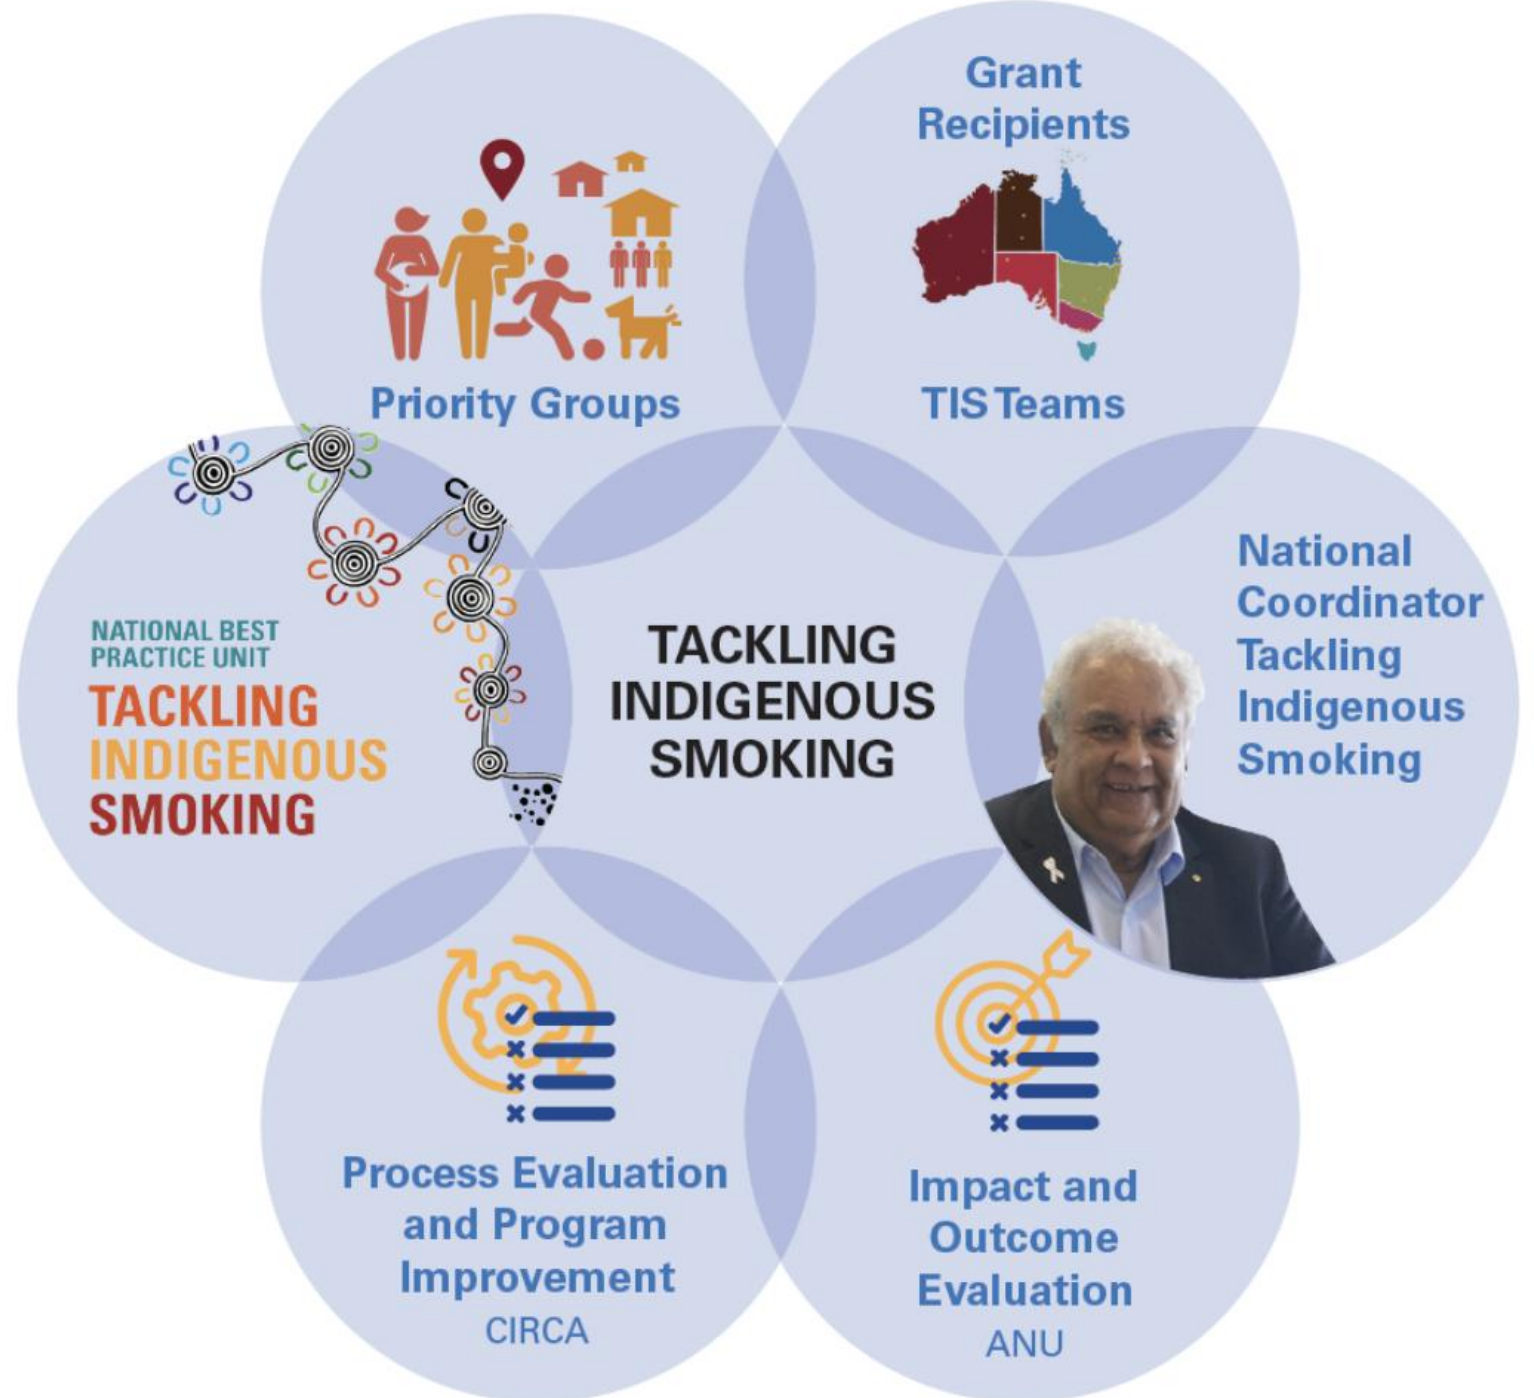 Grant
Recipients
Priority Groups
TIS Teams
NATIONAL BEST
PRACTICE UNIT
TACKLING
INDIGENOUS
SMOKING
TACKLING
INDIGENOUS
SMOKING
National
Coordinator
Tackling
Indigenous
Smoking
Process Evaluation
and Program
Improvement
CIRCA
Impact and
Outcome
Evaluation
ANU